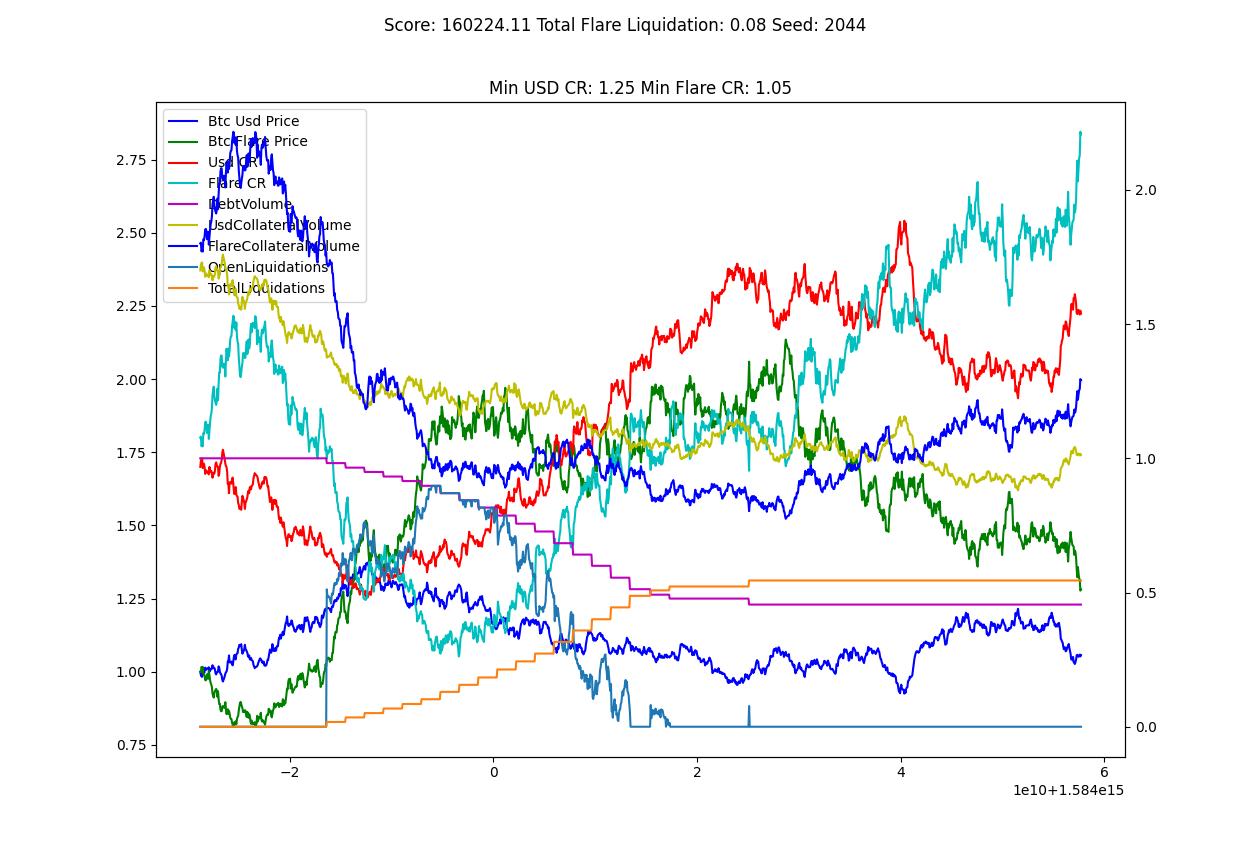 Score: 160224.11 Total Flare Liquidation: 0.08 Seed: 2044
Min USD CR: 1.25 Min Flare CR: 1.05
Btc Usd Price
Btc Flare Price
Usd CR
Flare CR
DebtVolume
UsdCollateralVolume
FlareCollateralVolume
OpenLiquidations
TotalLiquidations
2.75
2.50
2.25
2.00
1.75
1.50
1.25
1.00
0.75
2.0
1.5
1.0
0.5
0.0
−2 0 2 4 6
1e10+1.584e15